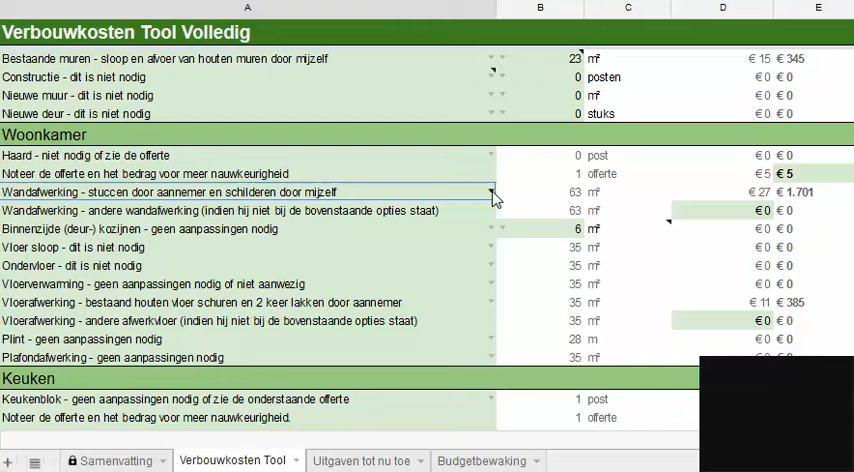 A B C D E
Verbouwkosten Tool Volledig
Bestaande muren - sloop en afvoer van houten muren door mijzelf 23 m² € 15 € 345
Constructie - dit is niet nodig 0 posten € 0 € 0
Nieuwe muur - dit is niet nodig 0 m² € 0 € 0
Nieuwe deur - dit is niet nodig 0 stuks € 0 € 0
Woonkamer
Haard - niet nodig of zie de offerte 0 post € 0 € 0
Noteer de offerte en het bedrag voor meer nauwkeurigheid 1 offerte € 5 € 5
Wandafwerking - stuccen door aannemer en schilderen door mijzelf 63 m² € 27 € 1.701
Wandafwerking - andere wandafwerking (indien hij niet bij de bovenstaande opties staat) 63 m² € 0 € 0
Binnenzijde (deur-) kozijnen - geen aanpassingen nodig 6 m² € 0 € 0
Vloer sloop - dit is niet nodig 35 m² € 0 € 0
Ondervloer - dit is niet nodig 35 m² € 0 € 0
Vloerverwarming - geen aanpassingen nodig of niet aanwezig 35 m² € 0 € 0
Vloerafwerking - bestaand houten vloer schuren en 2 keer lakken door aannemer 35 m² € 11 € 385
Vloerafwerking - andere afwerkvloer (indien hij niet bij de bovenstaande opties staat) 35 m² € 0 € 0
Plint - geen aanpassingen nodig 28 m € 0 € 0
Plafondafwerking - geen aanpassingen nodig 35 m² € 0 € 0
Keuken
Keukenblok - geen aanpassingen nodig of zie de onderstaande offerte 1 post
Noteer de offerte en het bedrag voor meer nauwkeurigheid. 1 offerte
Samenvatting Verbouwkosten Tool Uitgaven tot nu toe Budgetbewaking